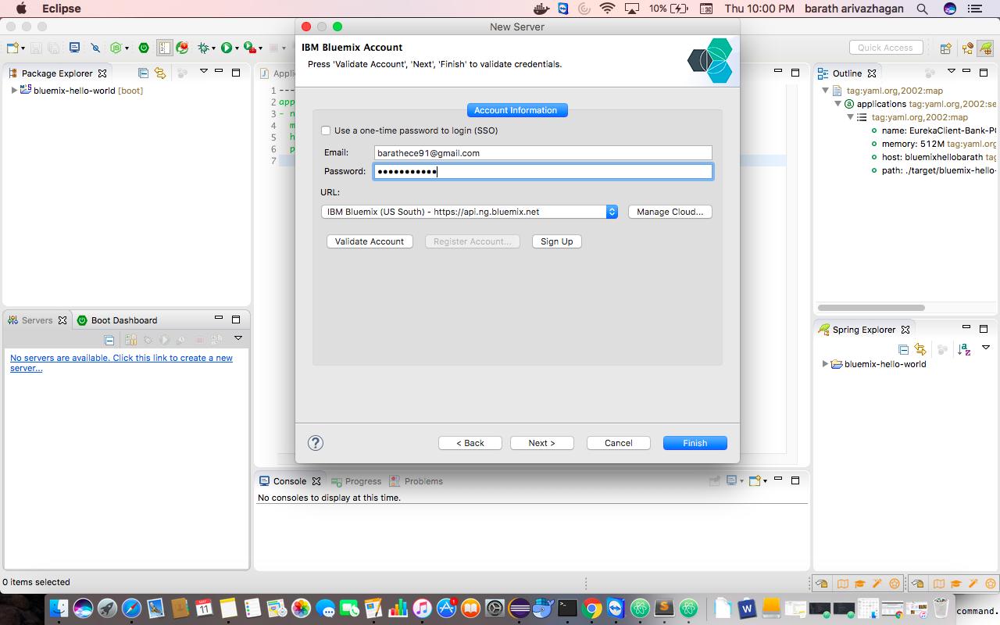 Eclipse
10%
Thu 10:00 PM
barath arivazhagan
New Server
IBM Bluemix Account
Press 'Validate Account', 'Next', 'Finish' to validate credentials.
Quick Access
Package Explorer
bluemix-hello-world [boot]
Applic
1 ---
2 app
3 - n
4 m
5 h
6 p
7
Account Information
Use a one-time password to login (SSO)
Email:
barathece91@gmail.com
Password:
URL:
IBM Bluemix (US South) - https://api.ng.bluemix.net
Manage Cloud...
Validate Account
Register Account...
Sign Up
< Back
Next >
Cancel
Finish
Outline
tag:yaml.org,2002:map
applications tag:yaml.org,2002:se
tag:yaml.org,2002:map
name: EurekaClient-Bank-P
memory: 512M tag:yaml.org
host: bluemixhellobarath tag
path: ./target/bluemix-hello-
Servers
Boot Dashboard
No servers are available. Click this link to create a new
server...
Spring Explorer
bluemix-hello-world
Console
Progress
Problems
No consoles to display at this time.
0 items selected
command.